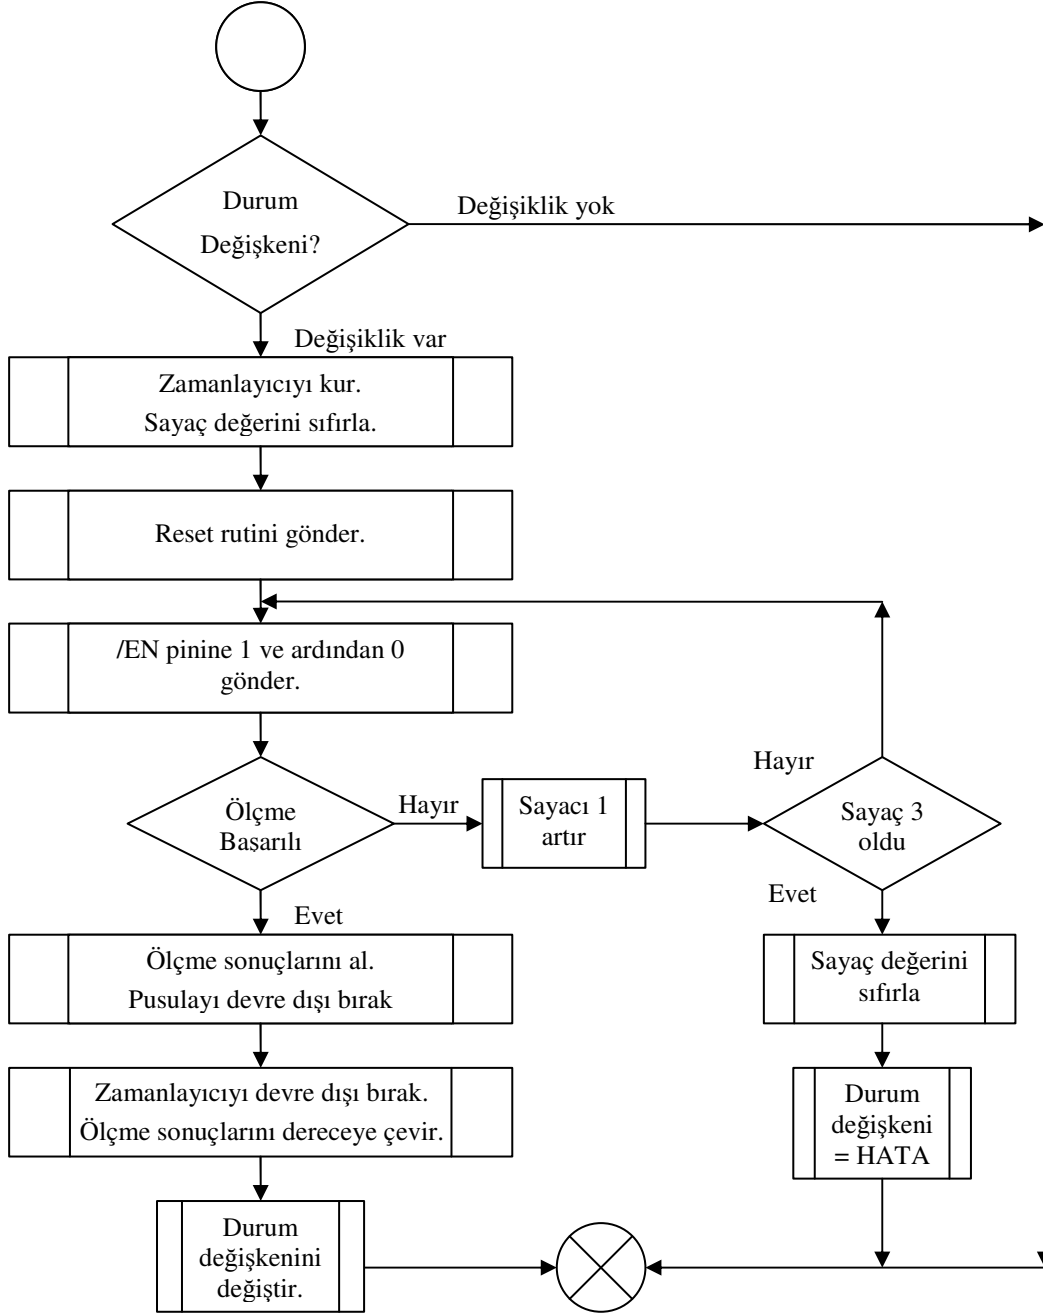 Durum
Değişkeni?
Değişiklik yok
Değişiklik var
Zamanlayıcıyı kur.
Sayaç değerini sıfırla.
Reset rutini gönder.
/EN pinine 1 ve ardından 0
gönder.
Ölçme
Başarılı
Hayır
Sayacı 1
artır
Hayır
Sayaç 3
oldu
Evet
Evet
Ölçme sonuçlarını al.
Pusulayı devre dışı bırak
Sayaç değerini
sıfırla
Zamanlayıcıyı devre dışı bırak.
Ölçme sonuçlarını dereceye çevir.
Durum
değişkeni
= HATA
Durum
değişkenini
değiştir.